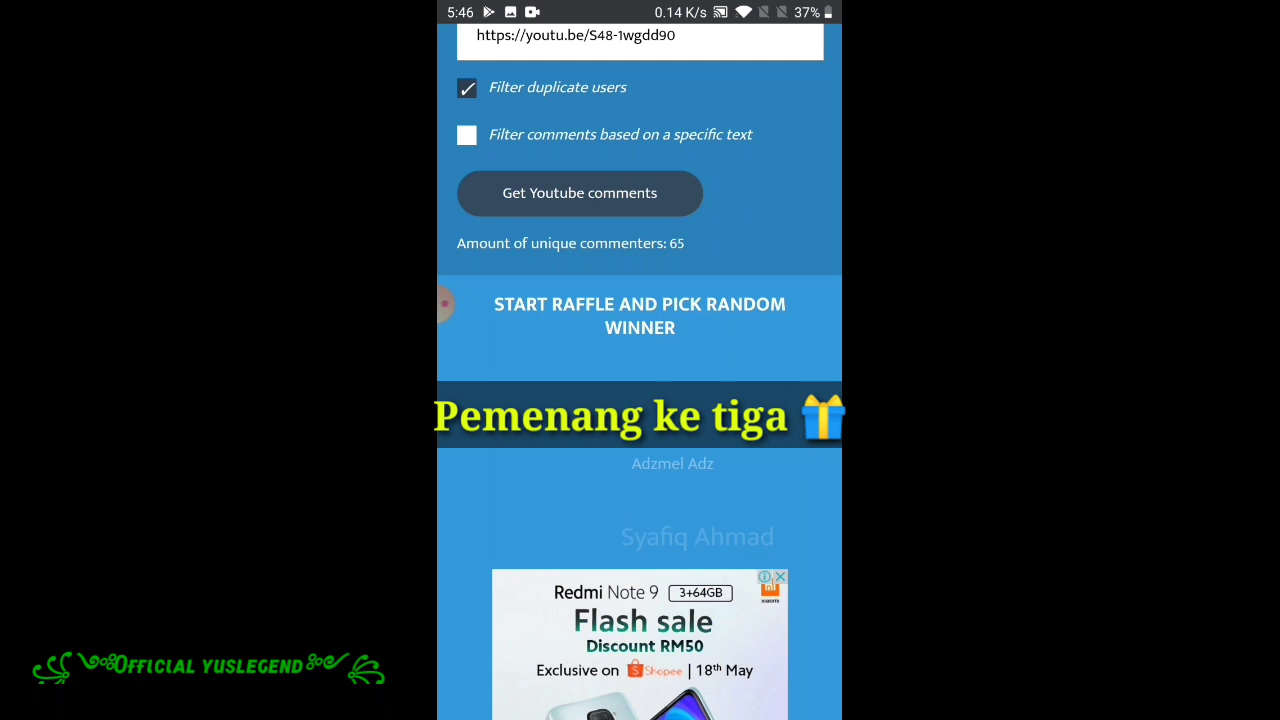 5:46 0.14 K/s 37%
https://youtu.be/S48-1wgdd90
Filter duplicate users
Filter comments based on a specific text
Get Youtube comments
Amount of unique commenters: 65
START RAFFLE AND PICK RANDOM
WINNER
Pemenang ke tiga 🎁
Adzmel Adz
Syafiq Ahmad
Redmi Note 9 3+64GB
xiaomi
Flash sale
Discount RM50
Exclusive on Shopee | 18th May
Official yuslegend